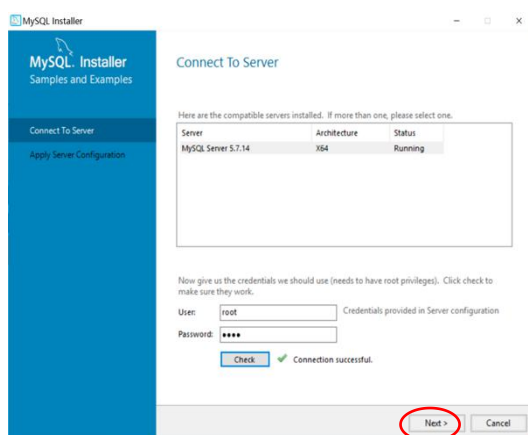 MySQL Installer
MySQL. Installer
Samples and Examples
Connect To Server
Apply Server Configuration
Connect To Server
Here are the compatible servers installed. If more than one, please select one.
Server Architecture Status
MySQL Server 5.7.14 X64 Running
Now give us the credentials we should use (needs to have root privileges). Click check to
make sure they work.
User: root Credentials provided in Server configuration
Password: ••••
Check Connection successful.
Next > Cancel